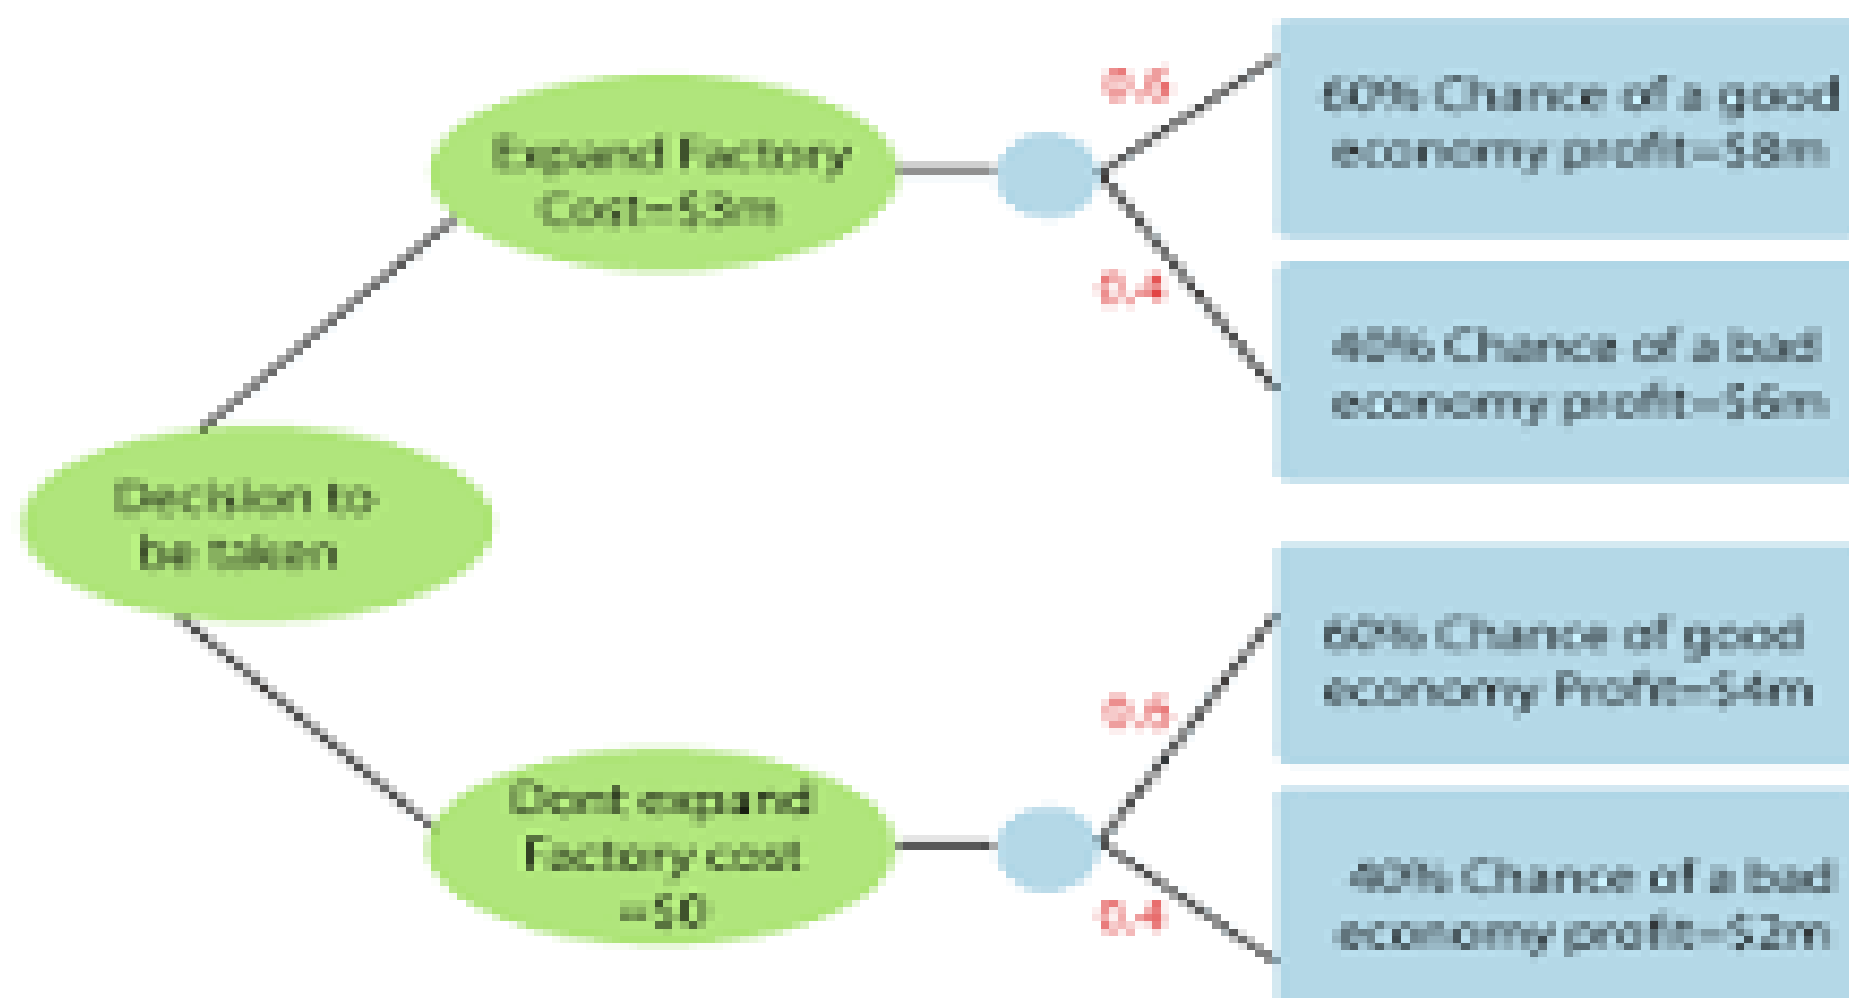 0.6
60% Chance of a good
economy profit=$8m
Expand Factory
Cost=$3m
0.4
40% Chance of a bad
economy profit=$6m
Decision to
be taken
60% Chance of good
economy Profit=$4m
0.6
Dont expand
Factory cost
=$0
0.4
40% Chance of a bad
economy profit=$2m